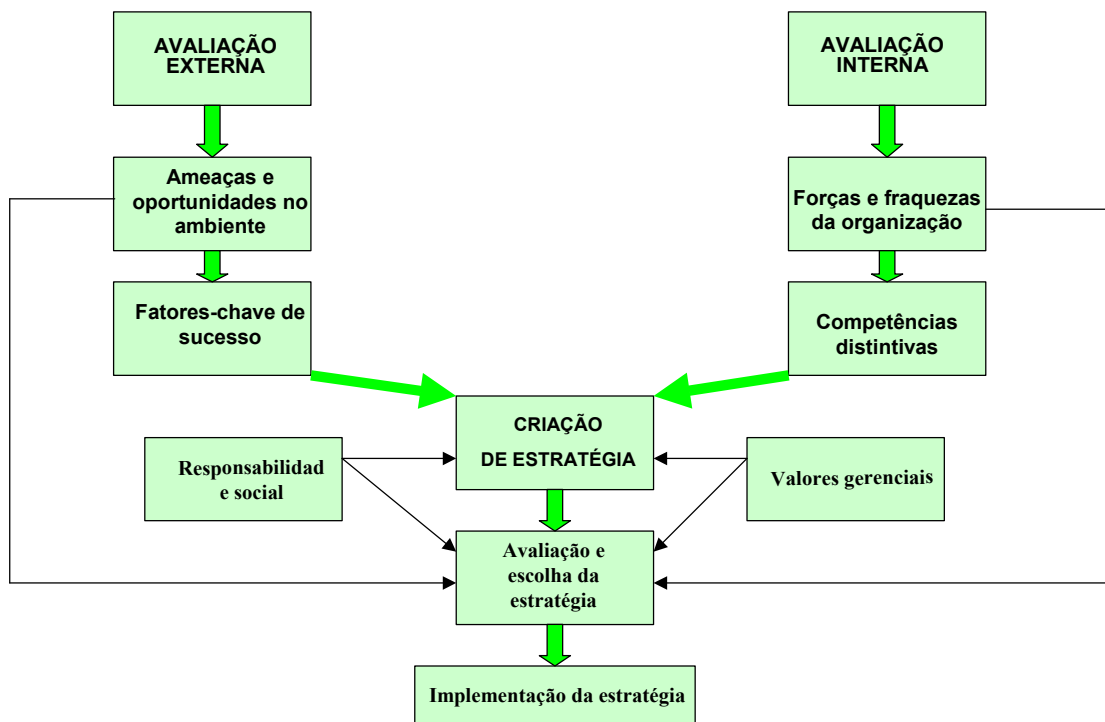 AVALIAÇÃO
EXTERNA
AVALIAÇÃO
INTERNA
Ameaças e
oportunidades no
ambiente
Forças e fraquezas
da organização
Fatores-chave de
sucesso
Competências
distintivas
CRIAÇÃO
DE ESTRATÉGIA
Responsabilidad
e social
Valores gerenciais
Avaliação e
escolha da
estratégia
Implementação da estratégia